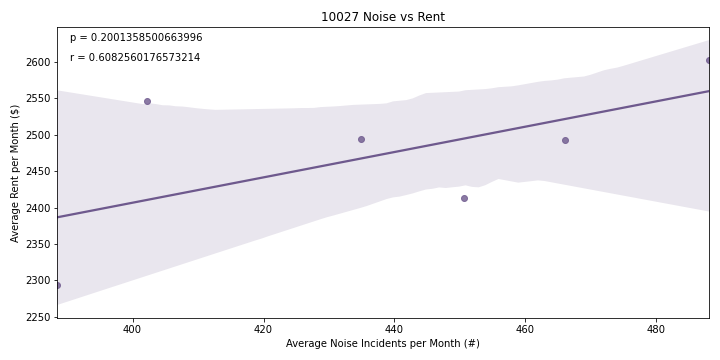 10027 Noise vs Rent
p = 0.2001358500663996
r = 0.6082560176573214
2600
2550
2500
2450
2400
2350
2300
2250
Average Rent per Month ($)
400
420
440
460
480
Average Noise Incidents per Month (#)